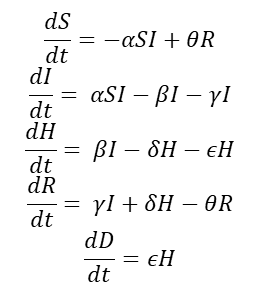 dS/dt = −αSI + θR
dI/dt = αSI − βI − γI
dH/dt = βI − δH − ϵH
dR/dt = γI + δH − θR
dD/dt = ϵH